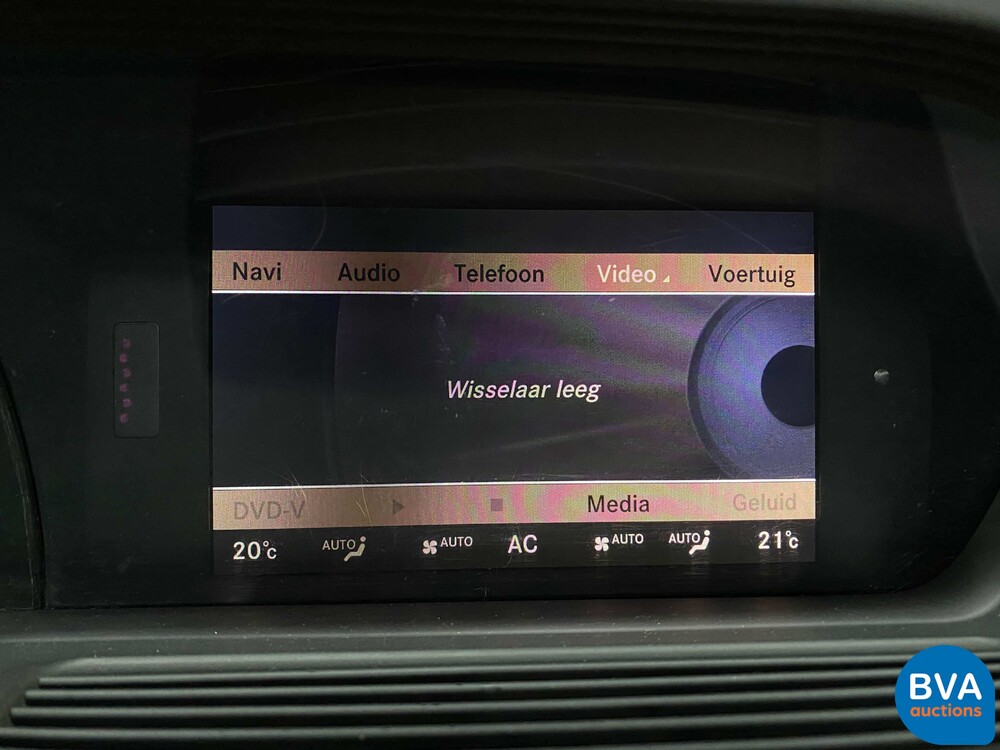 Navi Audio Telefoon Video Voertuig
Wisselaar leeg
DVD-V Media Geluid
20°C AUTO AUTO AC AUTO AUTO 21°C
BVA
auctions